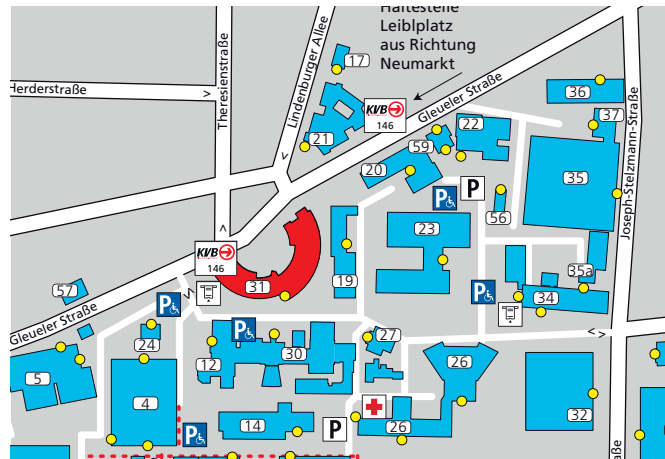 Haltestelle
Leiblplatz
aus Richtung
Neumarkt
Herderstraße
>
Theresienstraße
Lindenburger Allee
Gleueler Straße
Joseph-Stelzmann-Straße
17
KVB
146
21
22
59
20
36
37
35
P
P
56
23
KVB
146
31
19
57
35a
P
34
Gleueler Straße
P
P
24
12
30
27
< >
26
5
4
14
P
P
26
32